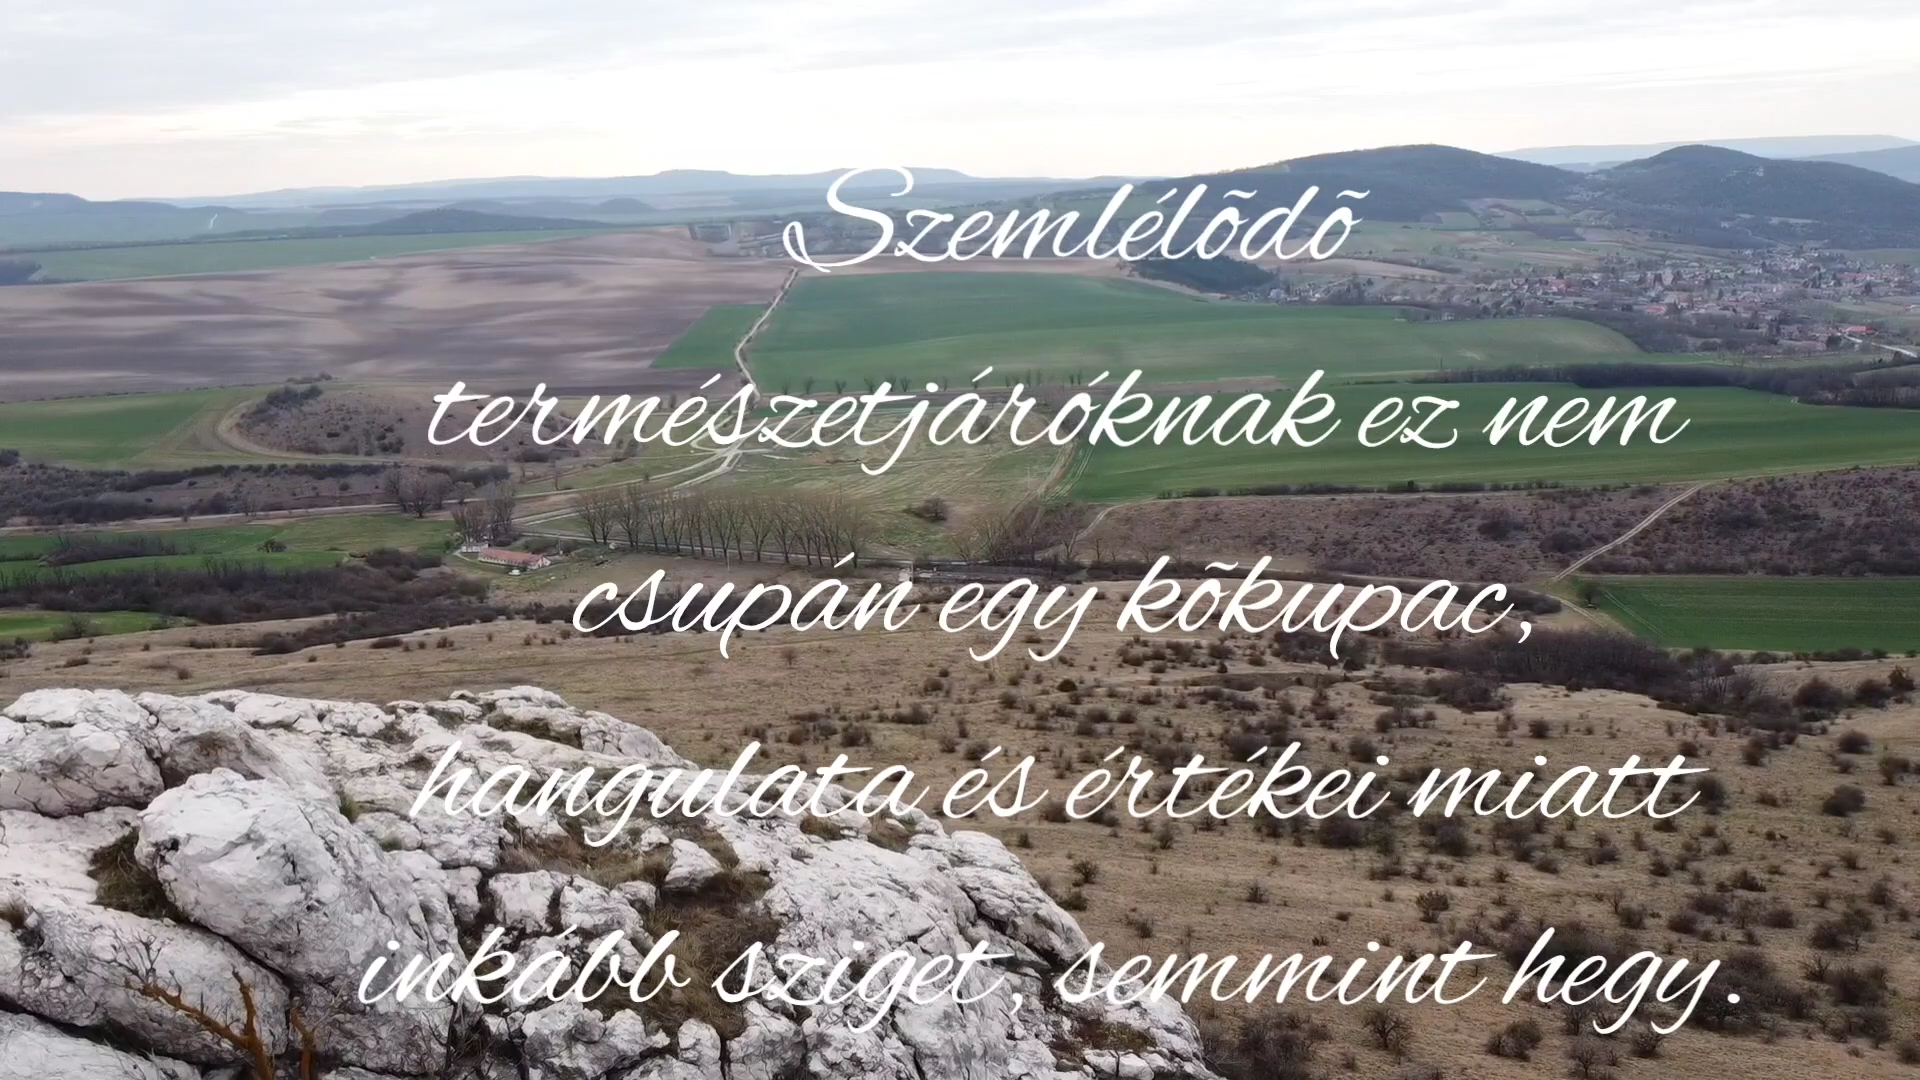 Szemlélõdõ
természetjáróknak ez nem
csupán egy kõkupac,
hangulata és értékei miatt
inkább sziget, semmint hegy.